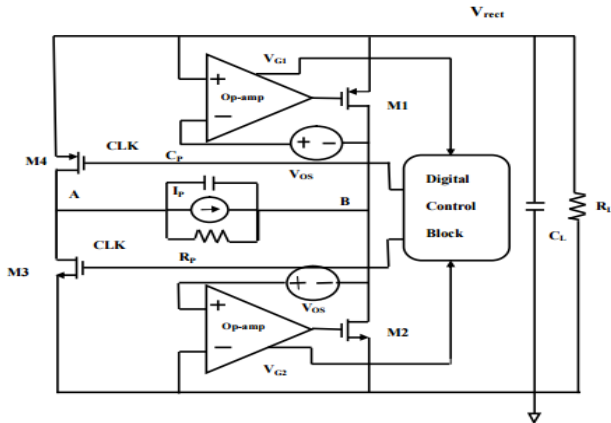 Vrect
VG1
+
Op-amp
−
M1
+ −
VOS
M4
CLK
CP
IP
A
B
RP
CLK
M3
Digital
Control
Block
CL
+ −
VOS
+
Op-amp
−
VG2
M2